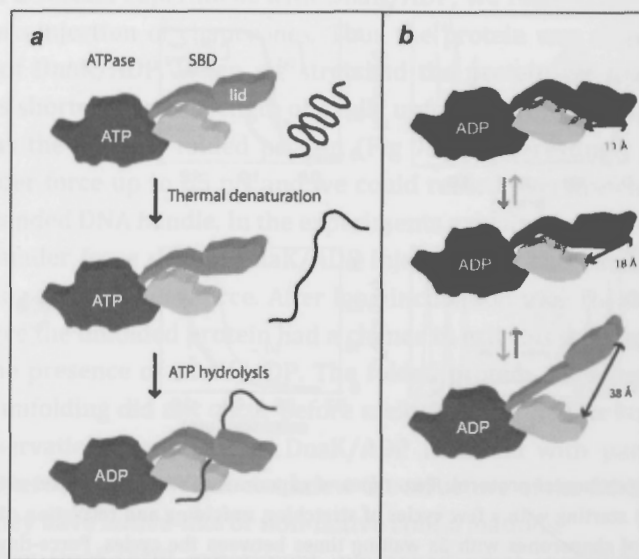 a
ATPase SBD
lid
ATP
Thermal denaturation
ATP
ATP hydrolysis
ADP
b
ADP
11 Å
ADP
18 Å
ADP
38 Å